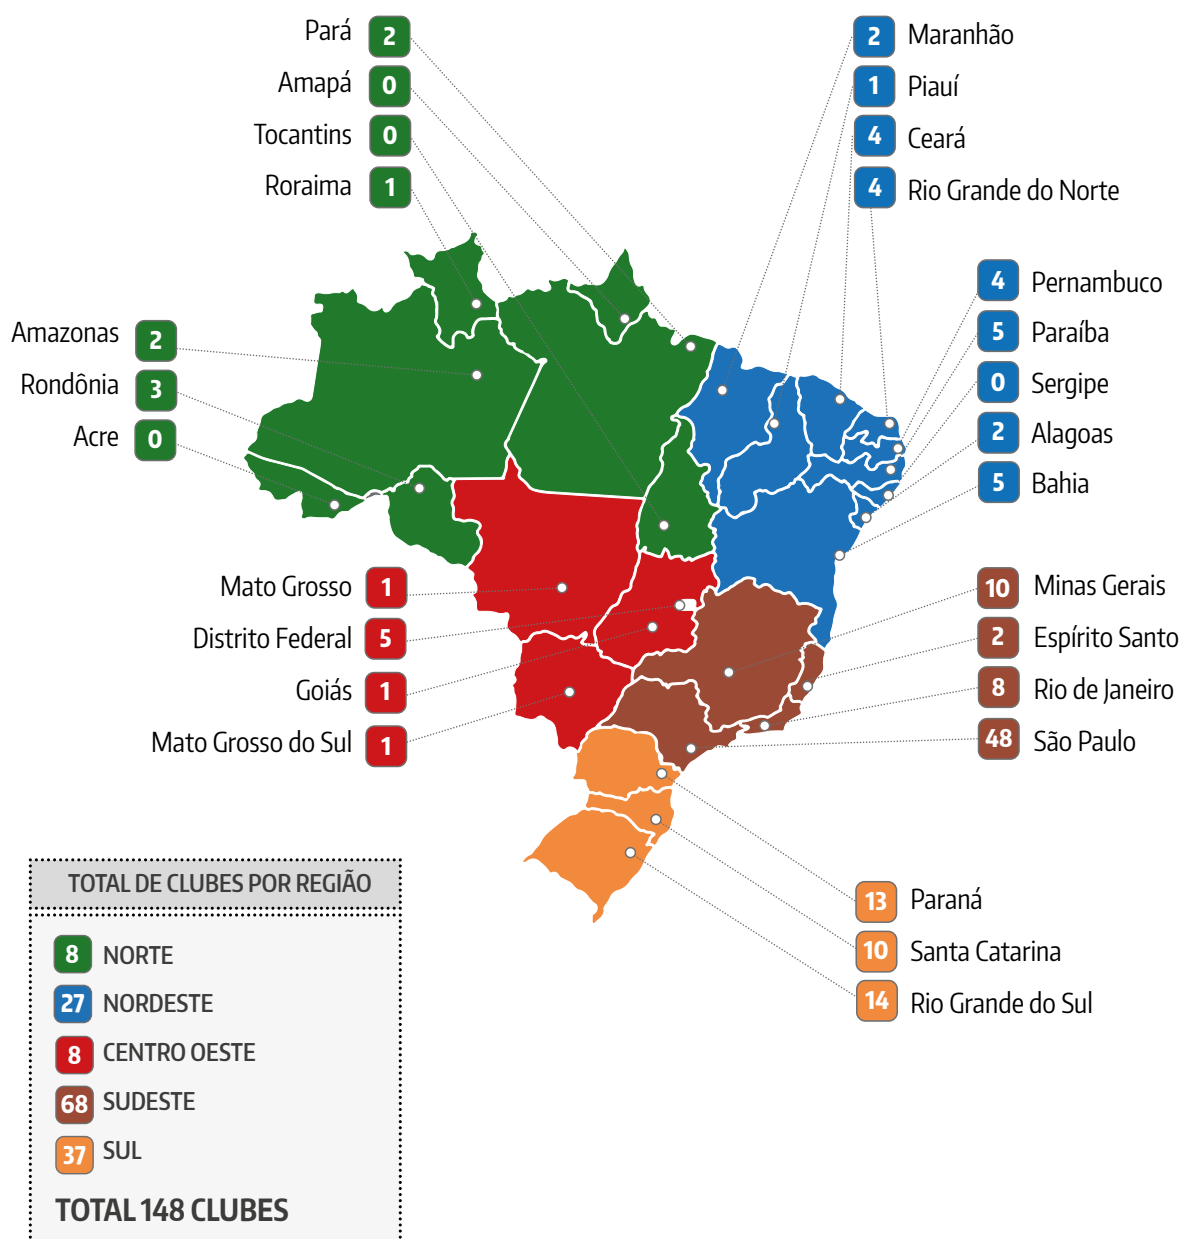 Pará 2
Amapá 0
Tocantins 0
Roraima 1
2 Maranhão
1 Piauí
4 Ceará
4 Rio Grande do Norte
4 Pernambuco
5 Paraíba
0 Sergipe
2 Alagoas
5 Bahia
Amazonas 2
Rondônia 3
Acre 0
Mato Grosso 1
Distrito Federal 5
Goiás 1
Mato Grosso do Sul 1
10 Minas Gerais
2 Espírito Santo
8 Rio de Janeiro
48 São Paulo
13 Paraná
10 Santa Catarina
14 Rio Grande do Sul
TOTAL DE CLUBES POR REGIÃO
8 NORTE
27 NORDESTE
8 CENTRO OESTE
68 SUDESTE
37 SUL
TOTAL 148 CLUBES